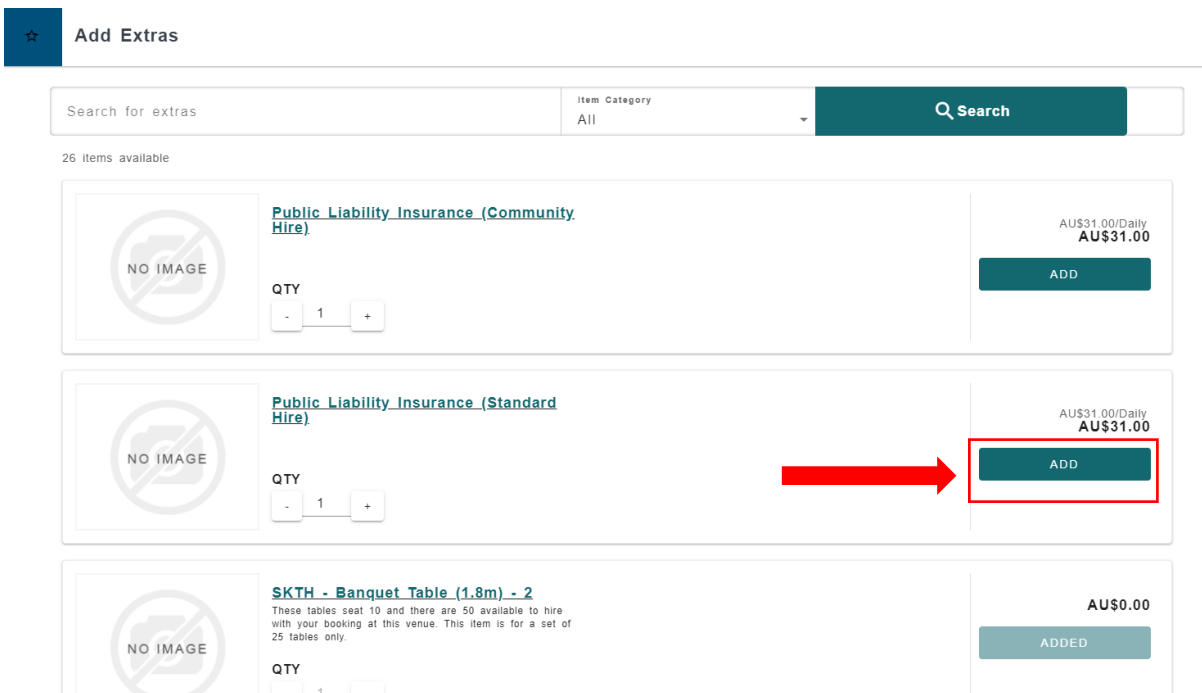 Add Extras
Search for extras
Item Category
All
Search
26 items available
NO IMAGE
Public Liability Insurance (Community
Hire)
QTY
- 1 +
AU$31.00/Daily
AU$31.00
ADD
NO IMAGE
Public Liability Insurance (Standard
Hire)
QTY
- 1 +
AU$31.00/Daily
AU$31.00
ADD
NO IMAGE
SKTH - Banquet Table (1.8m) - 2
These tables seat 10 and there are 50 available to hire
with your booking at this venue. This item is for a set of
25 tables only.
QTY
1
AU$0.00
ADDED